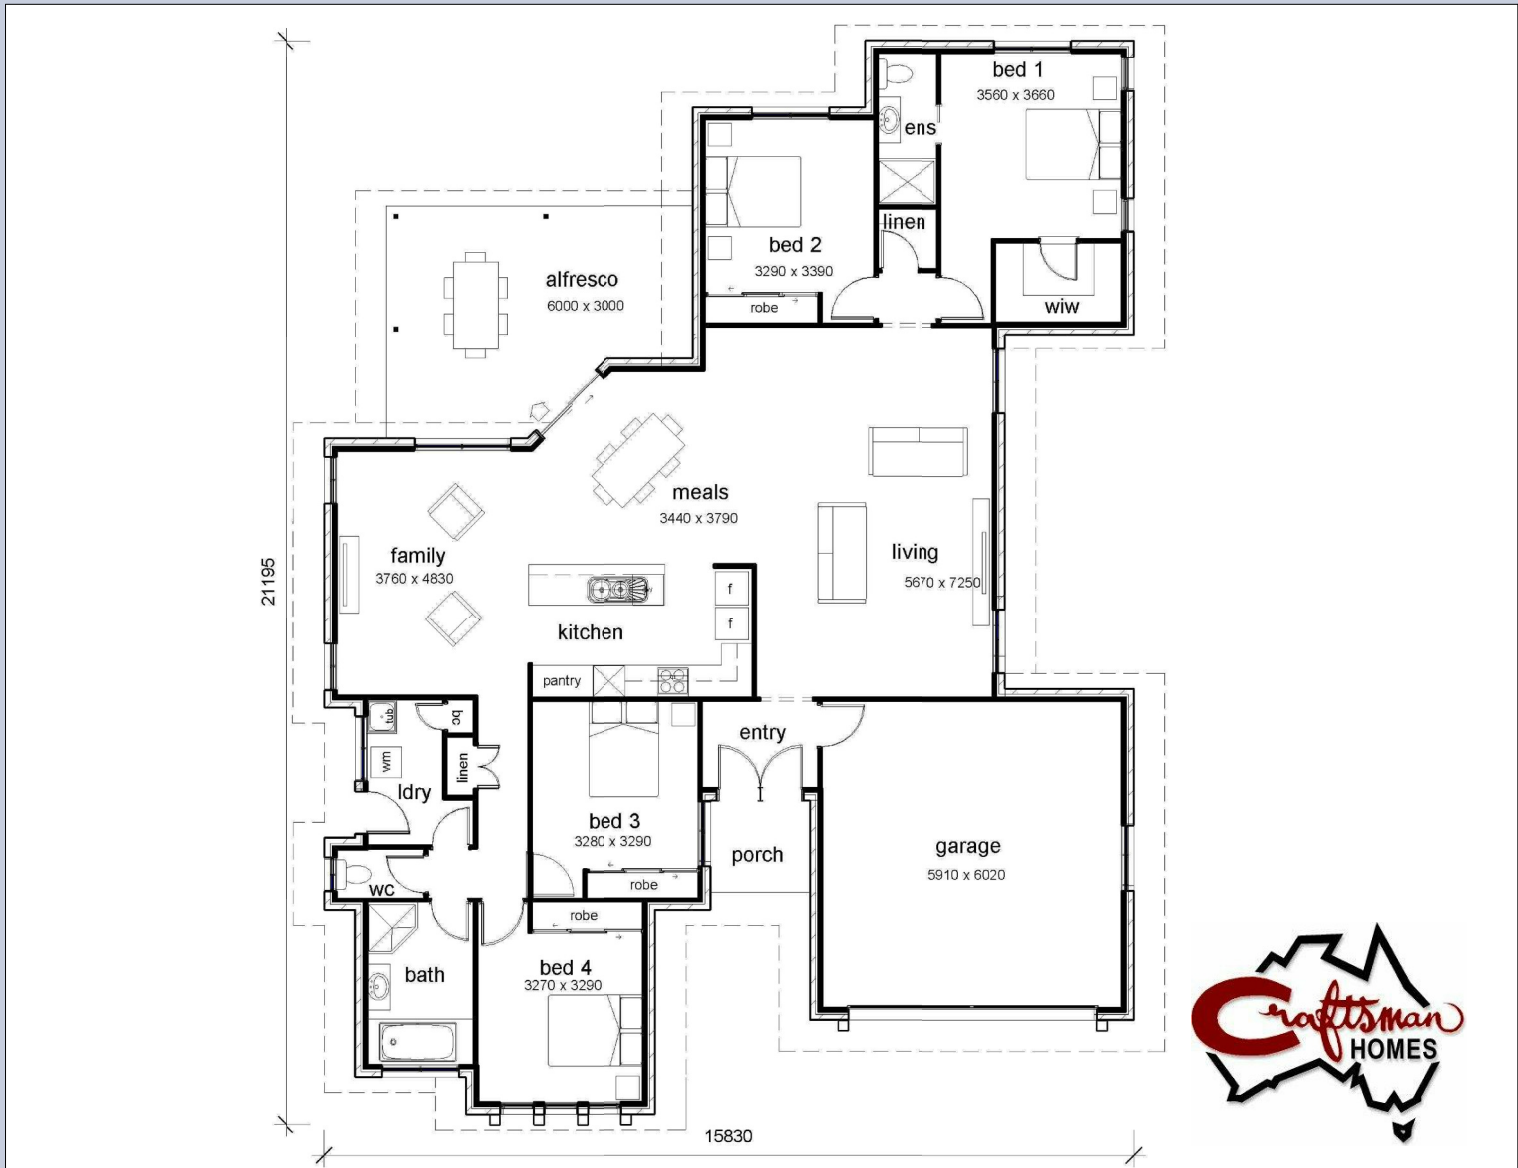 bed 1
3560 x 3660
ens
linen
bed 2
3290 x 3390
robe
wiw
alfresco
6000 x 3000
meals
3440 x 3790
family
3760 x 4830
living
5670 x 7250
f
f
kitchen
pantry
21195
tub
bc
entry
wm
linen
ldry
bed 3
3280 x 3290
porch
garage
5910 x 6020
wc
robe
robe
bath
bed 4
3270 x 3290
Craftsman
HOMES
15830